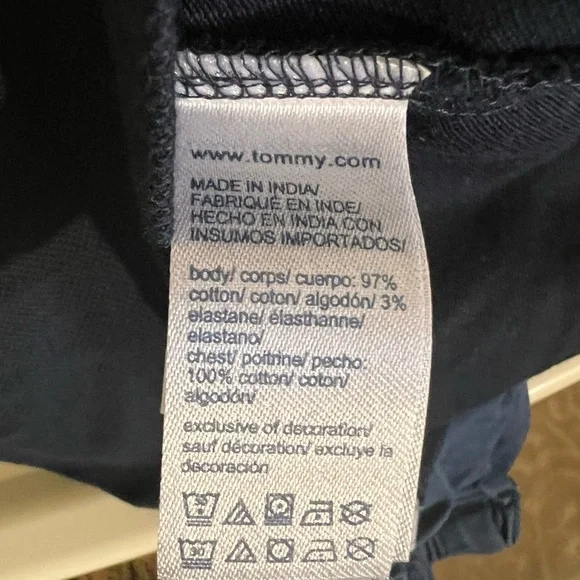 www.tommy.com
MADE IN INDIA/
FABRIQUÉ EN INDE/
HECHO EN INDIA CON
INSUMOS IMPORTADOS/
body/ corps/ cuerpo: 97%
cotton/ coton/ algodón/ 3%
elastane/ élasthanne/
elastano/
chest/ poitrine/ pecho:
100% cotton/ coton/
algodón/
exclusive of decoration/
sauf décoration/ excluye la
decoración
30